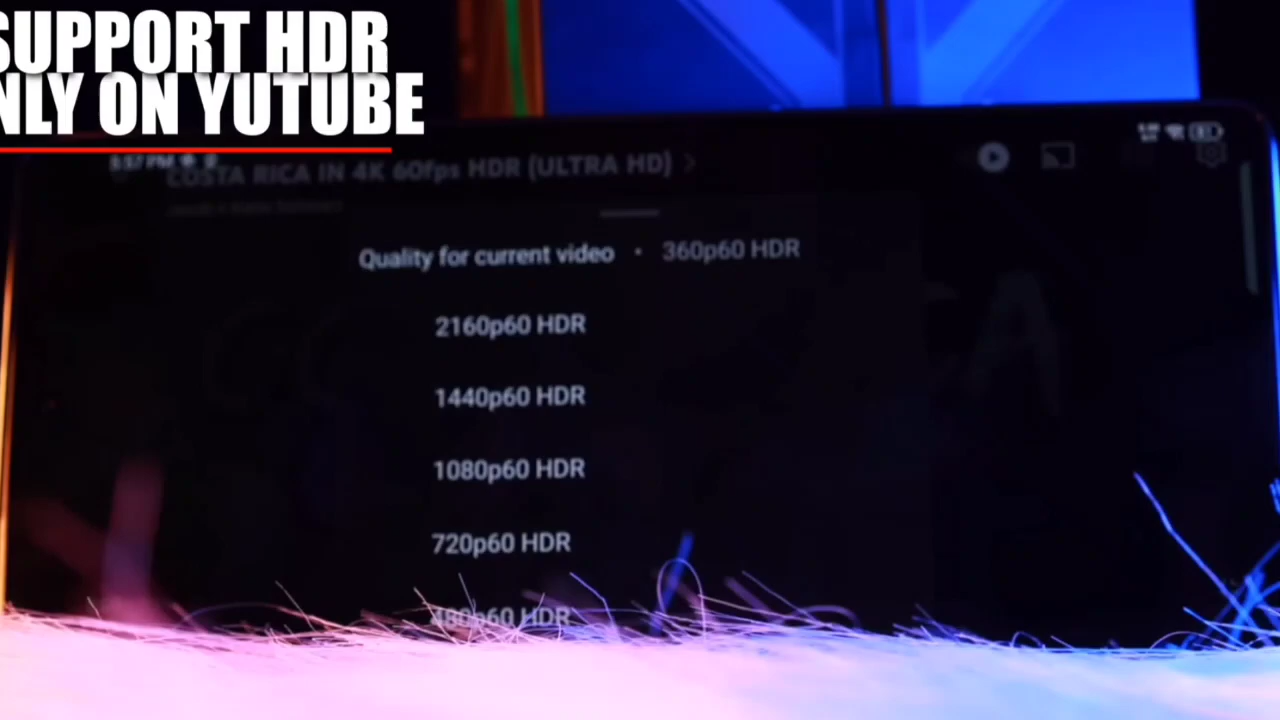 SUPPORT HDR
NLY ON YUTUBE
COSTA RICA IN 4K 60fps HDR (ULTRA HD)
Quality for current video • 360p60 HDR
2160p60 HDR
1440p60 HDR
1080p60 HDR
720p60 HDR
480p60 HDR